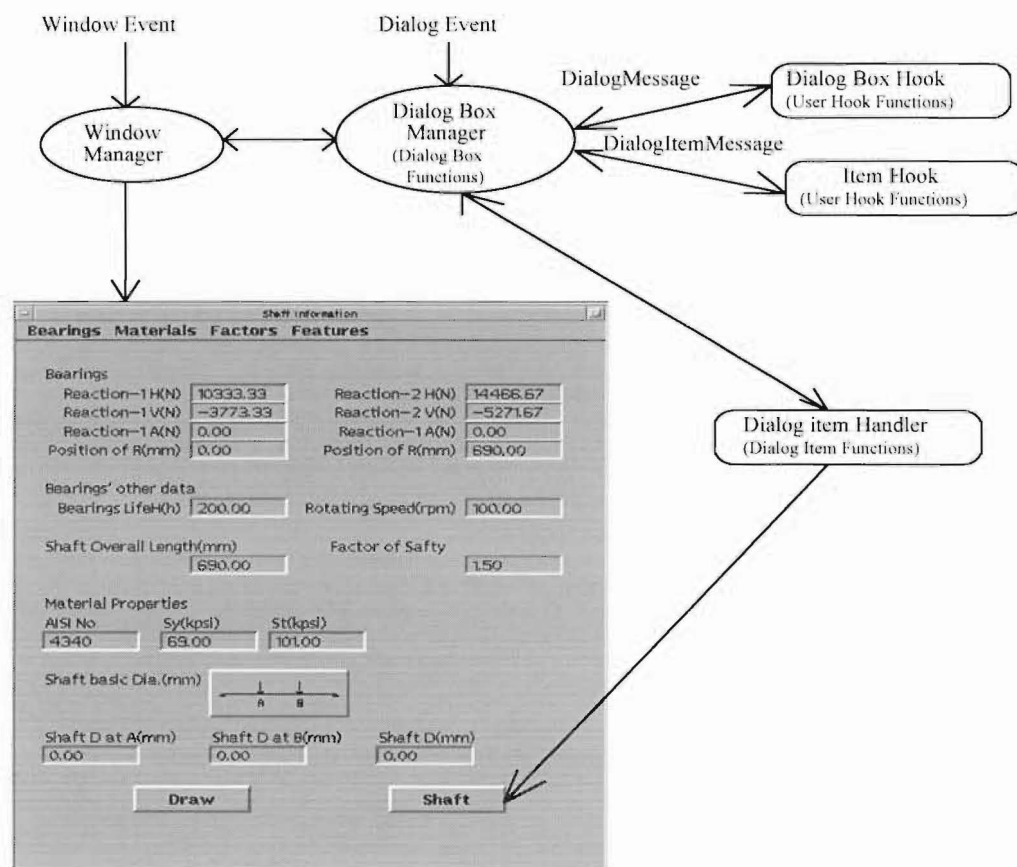 Window Event
Dialog Event
DialogMessage
Dialog Box Hook
(User Hook Functions)
Window
Manager
Dialog Box
Manager
(Dialog Box
Functions)
DialogItemMessage
Item Hook
(User Hook Functions)
Shaft Information
Bearings Materials Factors Features
Bearings
Reaction-1 H(N) 10333.33 Reaction-2 H(N) 14466.67
Reaction-1 V(N) -3773.33 Reaction-2 V(N) -5271.67
Reaction-1 A(N) 0.00 Reaction-1 A(N) 0.00
Position of R(mm) 0.00 Position of R(mm) 690.00
Dialog item Handler
(Dialog Item Functions)
Bearings' other data
Bearings LifeH(h) 200.00 Rotating Speed(rpm) 100.00
Shaft Overall Length(mm) Factor of Safty
690.00 1.50
Material Properties
AISI No Sy(kpsi) St(kpsi)
4340 69.00 101.00
Shaft basic Dia.(mm)
A B
Shaft D at A(mm) Shaft D at B(mm) Shaft D(mm)
0.00 0.00 0.00
Draw Shaft